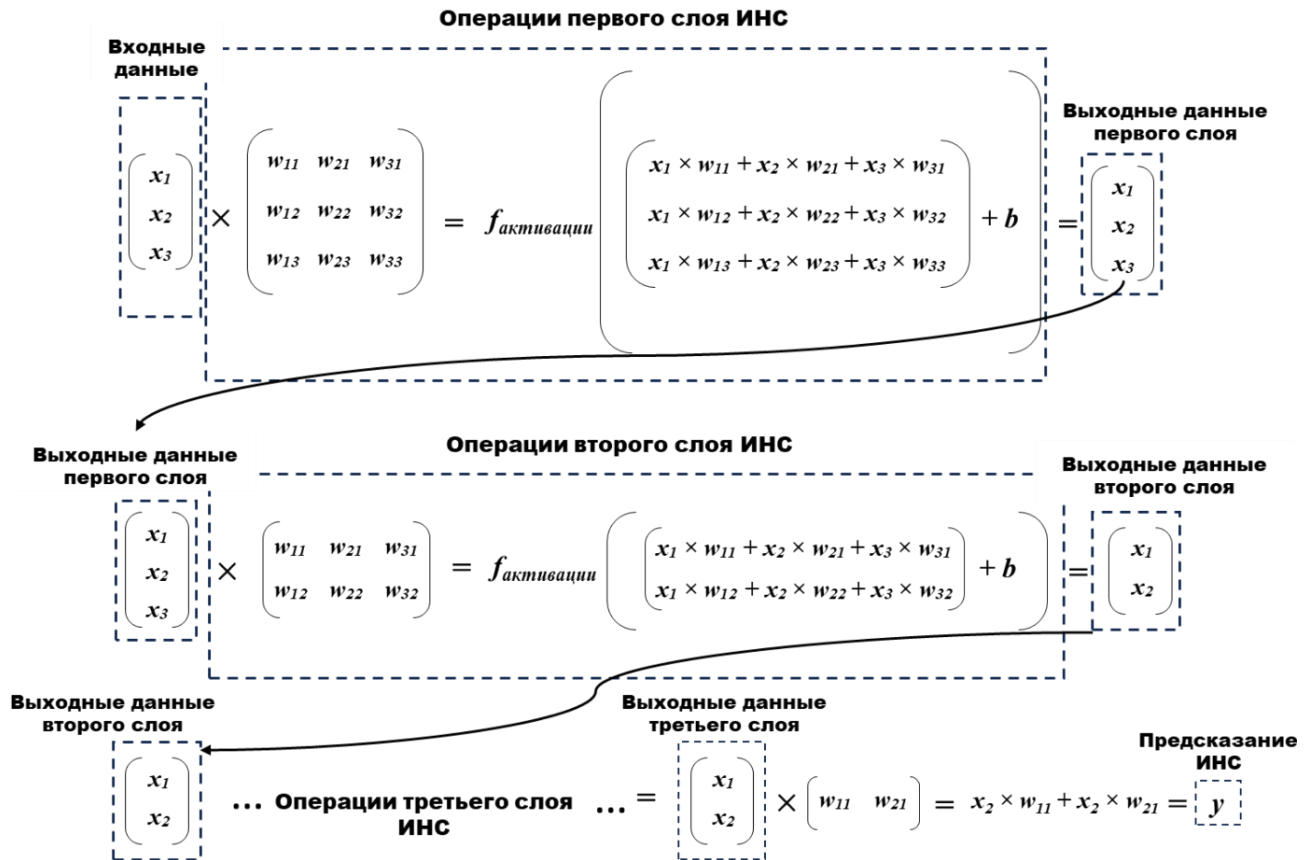 Операции первого слоя ИНС
Входные
данные
Выходные данные
первого слоя
x₁
x₂
x₃
×
w₁₁ w₂₁ w₃₁
w₁₂ w₂₂ w₃₂
w₁₃ w₂₃ w₃₃
= f активации
x₁ × w₁₁ + x₂ × w₂₁ + x₃ × w₃₁
x₁ × w₁₂ + x₂ × w₂₂ + x₃ × w₃₂
x₁ × w₁₃ + x₂ × w₂₃ + x₃ × w₃₃
+ b
=
x₁
x₂
x₃
Операции второго слоя ИНС
Выходные данные
первого слоя
Выходные данные
второго слоя
x₁
x₂
x₃
×
w₁₁ w₂₁ w₃₁
w₁₂ w₂₂ w₃₂
= f активации
x₁ × w₁₁ + x₂ × w₂₁ + x₃ × w₃₁
x₁ × w₁₂ + x₂ × w₂₂ + x₃ × w₃₂
+ b
=
x₁
x₂
Выходные данные
второго слоя
Выходные данные
третьего слоя
Предсказание
ИНС
x₁
x₂
... Операции третьего слоя ... =
ИНС
x₁
x₂
×
w₁₁ w₂₁
= x₂ × w₁₁ + x₂ × w₂₁ = y